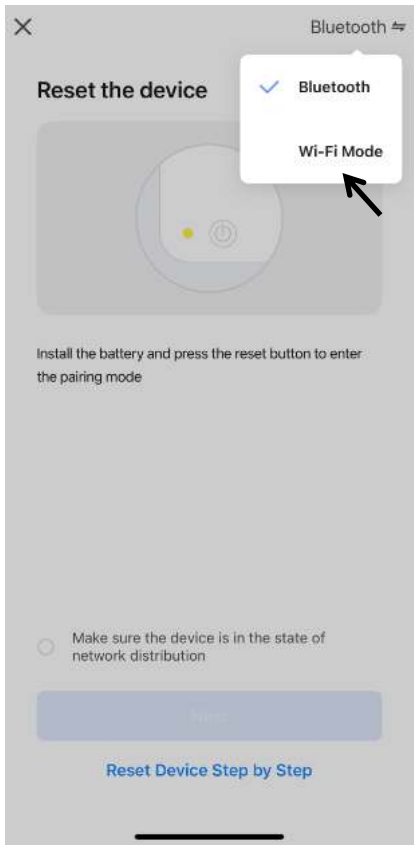 Bluetooth ⇋
Reset the device
Bluetooth
Wi-Fi Mode
Install the battery and press the reset button to enter
the pairing mode
Make sure the device is in the state of
network distribution
Next
Reset Device Step by Step